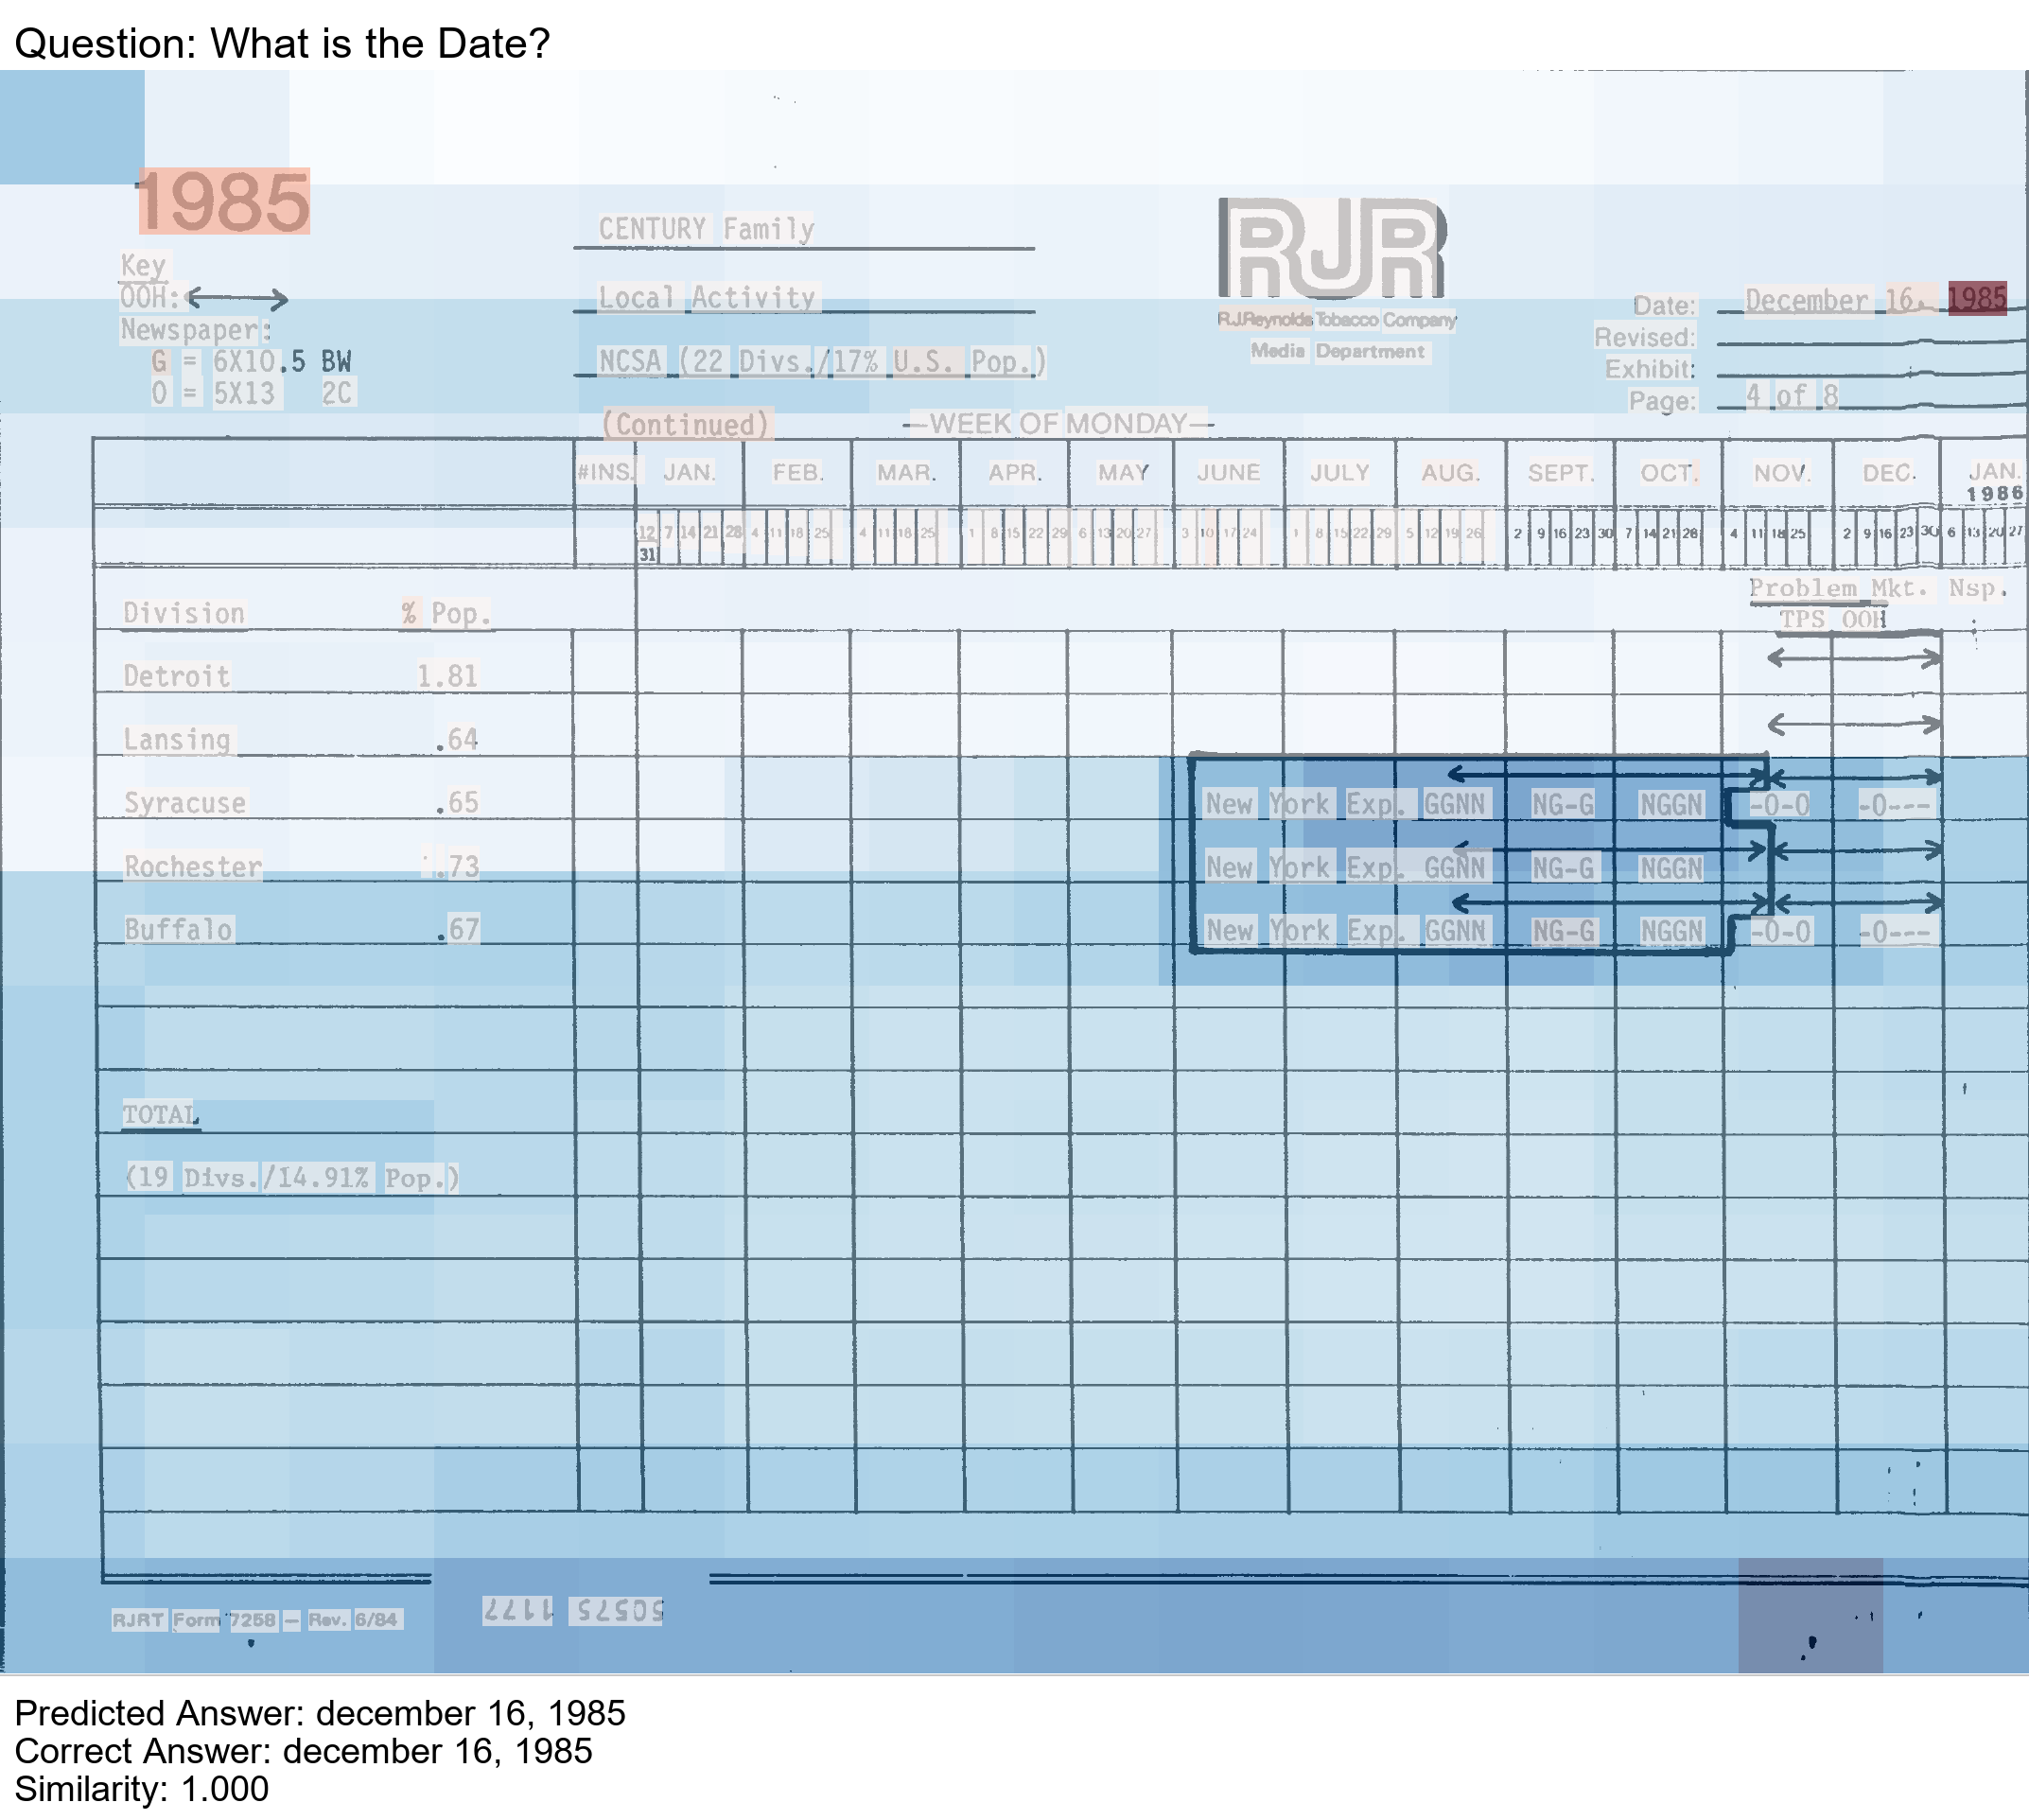 Question: What is the Date?
1985
CENTURY Family
RJR
Key
OOH:
Local Activity
R.J.Reynolds Tobacco Company
Date: December 16, 1985
Newspaper:
Revised:
G = 6X10.5 BW
NCSA (22 Divs./17% U.S. Pop.)
Media Department
Exhibit:
O = 5X13 2C
Page: 4 of 8
(Continued)
—WEEK OF MONDAY—
#INS. JAN. FEB. MAR. APR. MAY JUNE JULY AUG. SEPT. OCT. NOV. DEC. JAN.
1986
12 7 14 21 28 4 11 18 25 4 11 18 25 1 8 15 22 29 6 13 20 27 3 10 17 24 1 8 15 22 29 5 12 19 26 2 9 16 23 30 7 14 21 28 4 11 18 25 2 9 16 23 30 6 13 20 27
31
Problem Mkt. Nsp.
Division % Pop.
TPS OOH
Detroit 1.81
Lansing .64
Syracuse .65 New York Exp. GGNN NG-G NGGN -0-0 -0---
Rochester .73 New York Exp. GGNN NG-G NGGN
Buffalo .67 New York Exp. GGNN NG-G NGGN -0-0 -0---
TOTAL
(19 Divs./14.91% Pop.)
RJRT Form 7258 — Rev. 6/84
50575 1177
Predicted Answer: december 16, 1985
Correct Answer: december 16, 1985
Similarity: 1.000